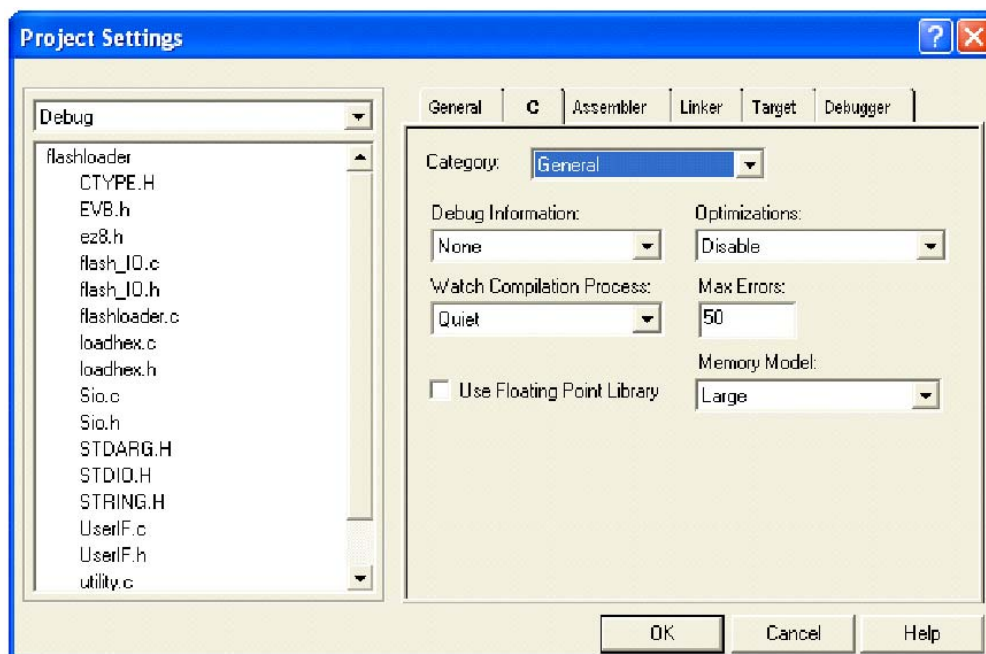 Project Settings
Debug
flashloader
CTYPE.H
EVB.h
ez8.h
flash_IO.c
flash_IO.h
flashloader.c
loadhex.c
loadhex.h
Sio.c
Sio.h
STDARG.H
STDIO.H
STRING.H
UserIF.c
UserIF.h
utility.c
General C Assembler Linker Target Debugger
Category: General
Debug Information: Optimizations:
None Disable
Watch Compilation Process: Max Errors:
Quiet 50
Memory Model:
Use Floating Point Library Large
OK Cancel Help